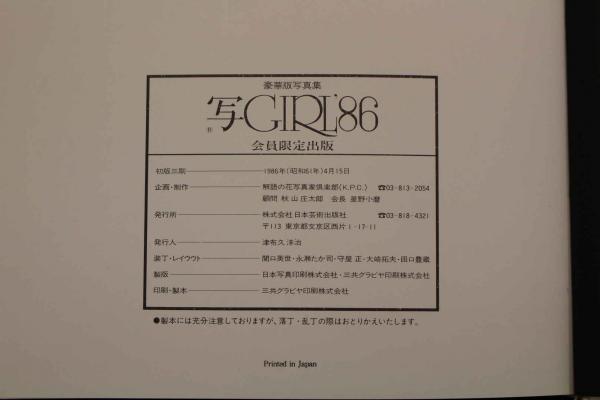 豪華版写真集
写GIRL'86
会員限定出版
初版三刷 1986年(昭和61年)4月15日
企画・制作 解語の花写真家倶楽部(K.P.C.) ☎03-813-2054
顧問 秋山庄太郎 会長 星野小麿
発行所 株式会社 日本芸術出版社 ☎03-818-4321
〒113 東京都文京区西片1-17-11
発行人 津布久洋治
装丁・レイウウト 関口英世・永瀬たか司・守屋 正・大崎拓夫・田口豊蔵
製版 日本写真印刷株式会社・三共グラビヤ印刷株式会社
印刷・製本 三共グラビヤ印刷株式会社
●製本には充分注意しておりますが、落丁・乱丁の際はおとりかえいたします。
Printed in Japan